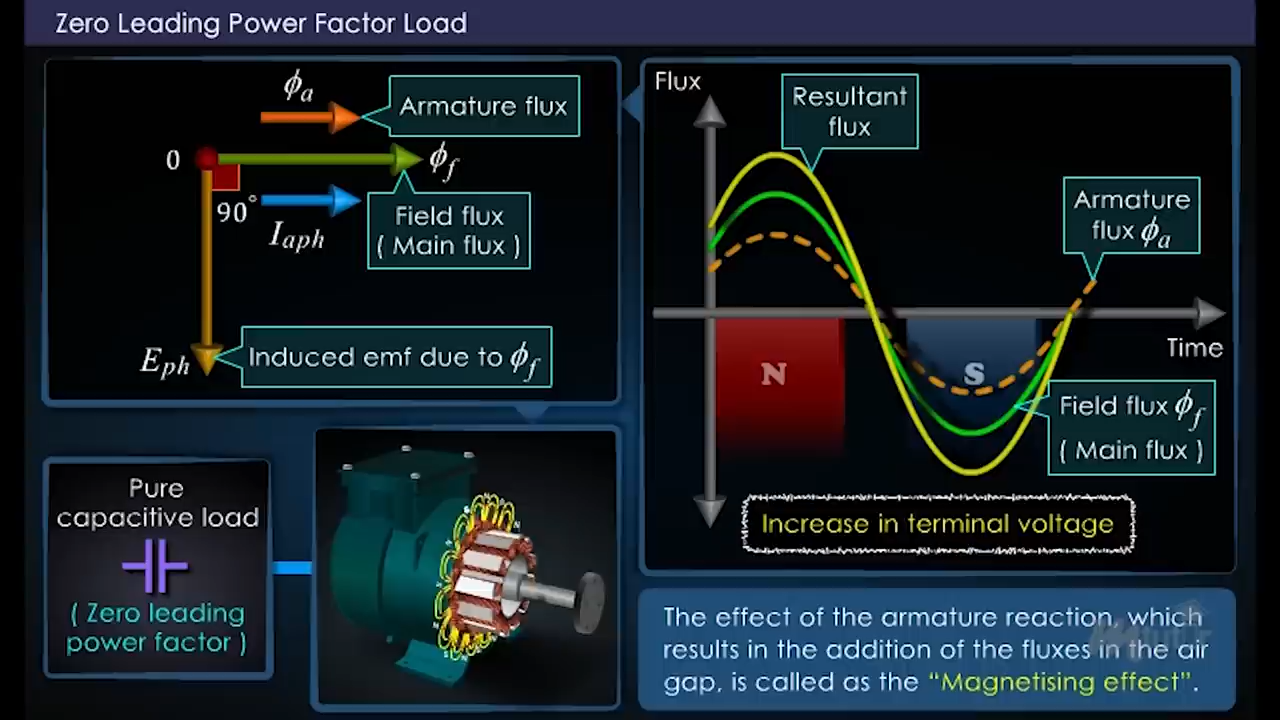 Zero Leading Power Factor Load
ϕa
Armature flux
0
ϕf
90°
Iaph
Field flux
( Main flux )
Eph
Induced emf due to ϕf
Pure
capacitive load
( Zero leading
power factor )
Flux
Resultant
flux
Armature
flux ϕa
Time
N
S
Field flux ϕf
( Main flux )
Increase in terminal voltage
The effect of the armature reaction, which
results in the addition of the fluxes in the air
gap, is called as the “Magnetising effect”.